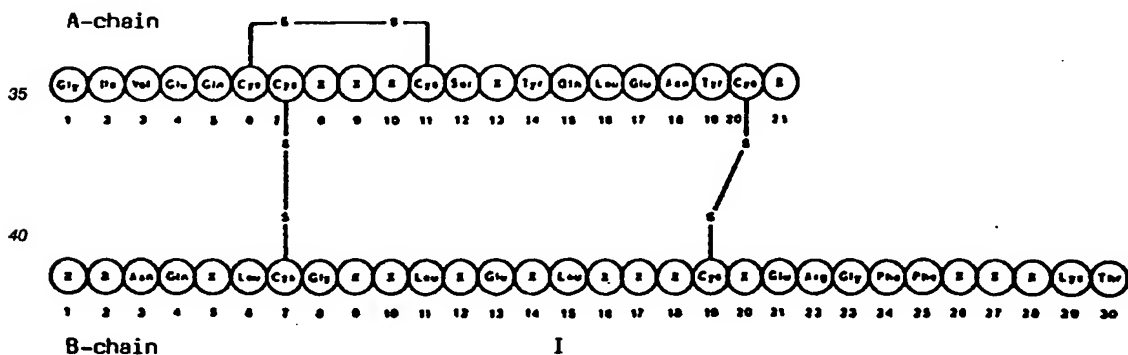 A-chain
S S
35 Gly Ile Val Glu Gln Cys Cys X X X Cys Ser X Tyr Gln Leu Glu Asn Tyr Cys
1 2 3 4 5 6 7 8 9 10 11 12 13 14 15 16 17 18 19 20 21
S S
S S
40
X Asn Gln X Leu Cys Gly X X Leu X Glu X Leu X X X Cys X Glu Arg Gly Phe Phe X X X Lys Thr
1 2 3 4 5 6 7 8 9 10 11 12 13 14 15 16 17 18 19 20 21 22 23 24 25 26 27 28 29 30
B-chain I